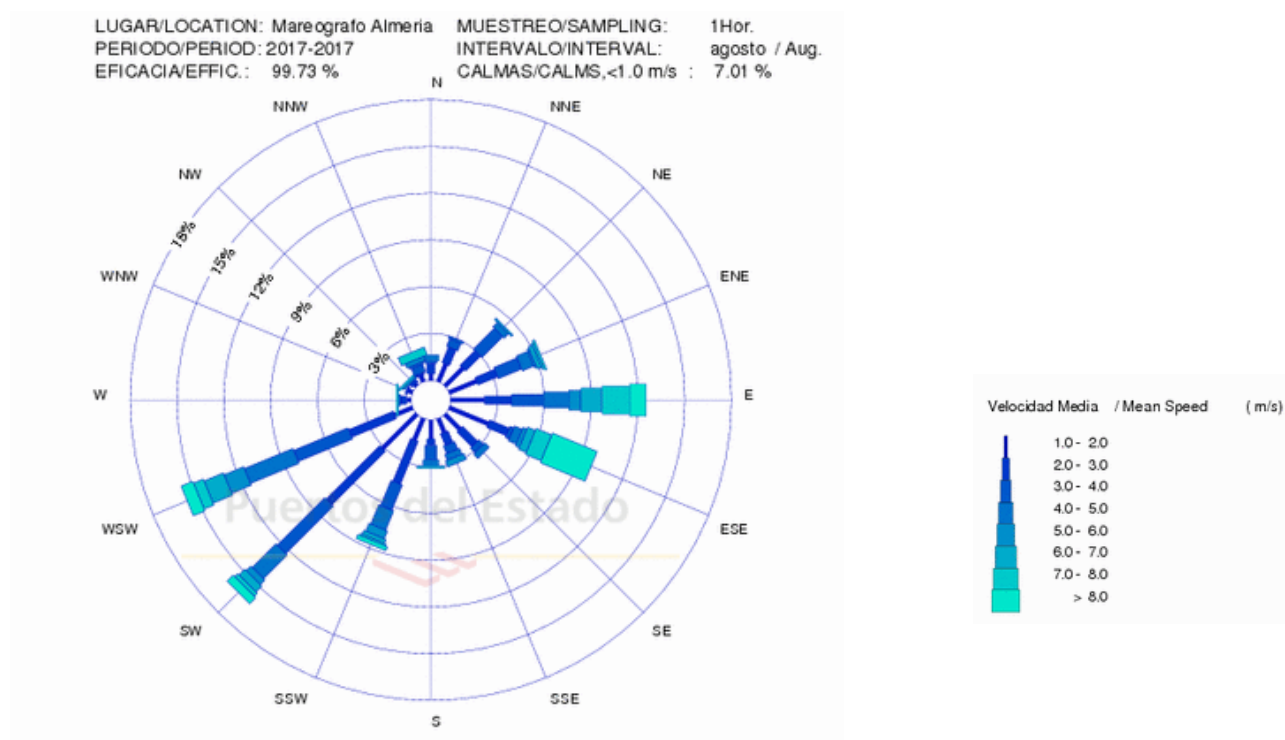 LUGAR/LOCATION: Mareografo Almeria MUESTREO/SAMPLING: 1Hor.
PERIODO/PERIOD: 2017-2017 INTERVALO/INTERVAL: agosto / Aug.
EFICACIA/EFFIC.: 99.73 % CALMAS/CALMS,<1.0 m/s : 7.01 %
N
NNW NNE
NW NE
18%
15%
WNW 12% ENE
9%
6%
3%
W E
Velocidad Media / Mean Speed (m/s)
1.0 - 2.0
2.0 - 3.0
3.0 - 4.0
4.0 - 5.0
5.0 - 6.0
6.0 - 7.0
7.0 - 8.0
> 8.0
Puertos del Estado
WSW ESE
SW SE
SSW SSE
S